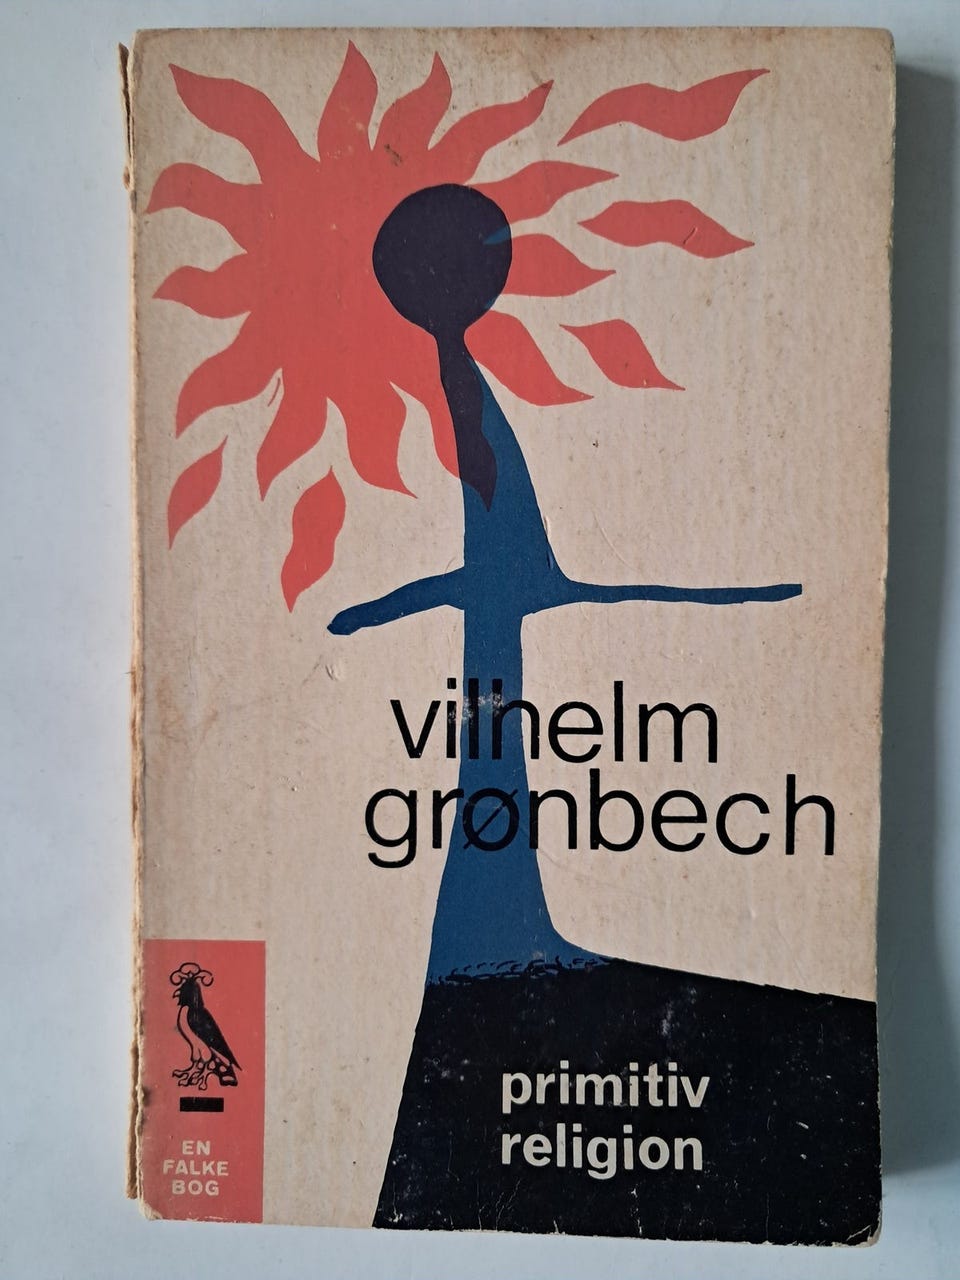 vilhelm
grønbech
primitiv
religion
EN
FALKE
BOG